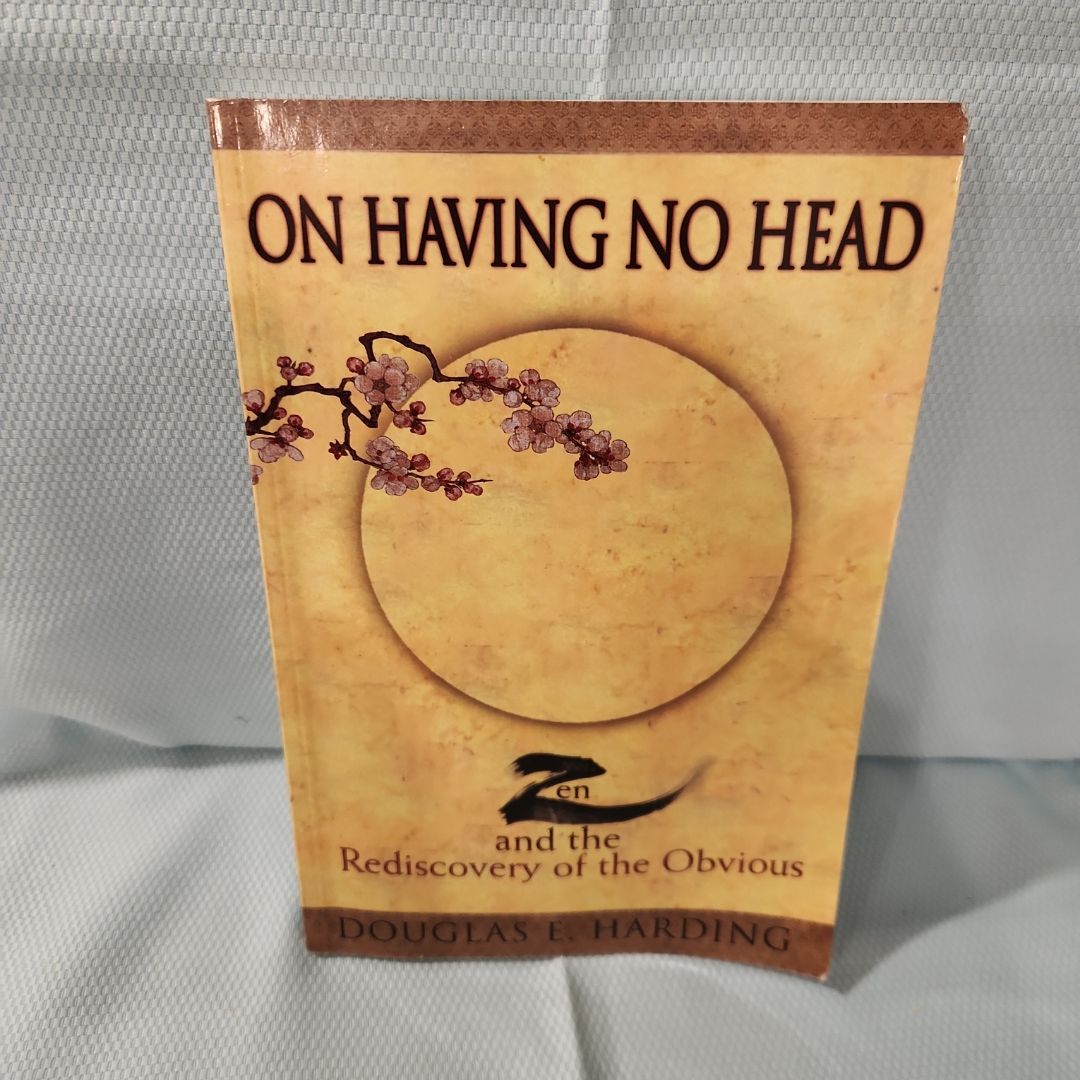 ON HAVING NO HEAD
Zen
and the
Rediscovery of the Obvious
DOUGLAS E. HARDING